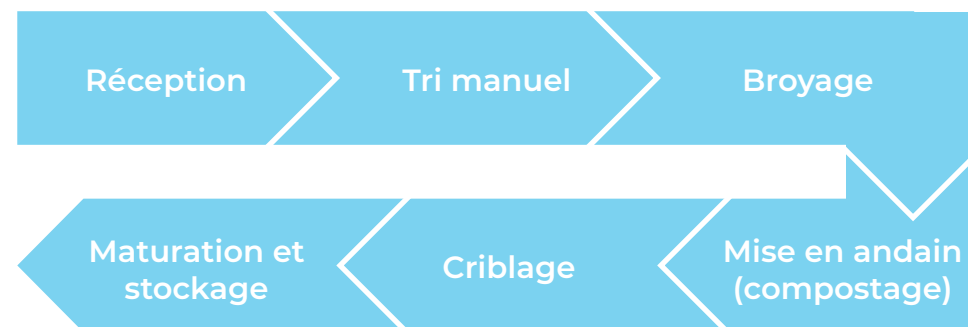 Réception
Tri manuel
Broyage
Mise en andain
(compostage)
Criblage
Maturation et
stockage